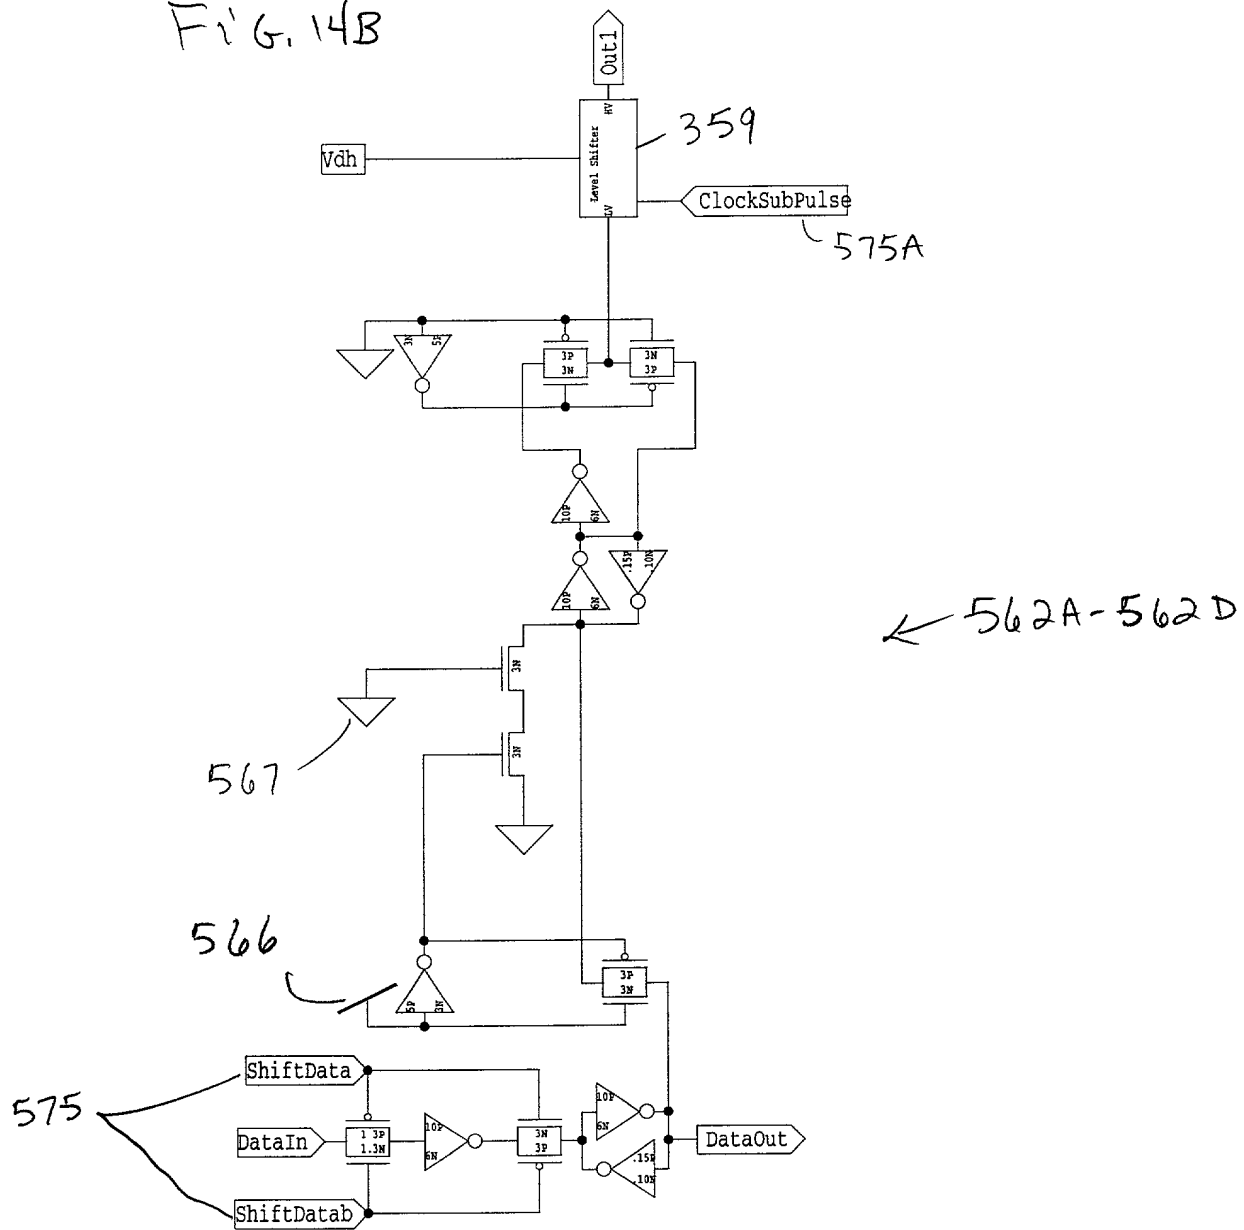 FiG. 14B
Out1
HV
Level Shifter
LV
359
Vdh
ClockSubPulse
575A
3N
5P
3P
3N
3N
3P
10P
6N
10P
6N
.15P
.10N
562A-562D
3N
567
3N
566
5P
3N
3P
3N
575
ShiftData
DataIn
1 3P
1.3N
10P
6N
3N
3P
10P
6N
.15P
.10N
DataOut
ShiftDatab